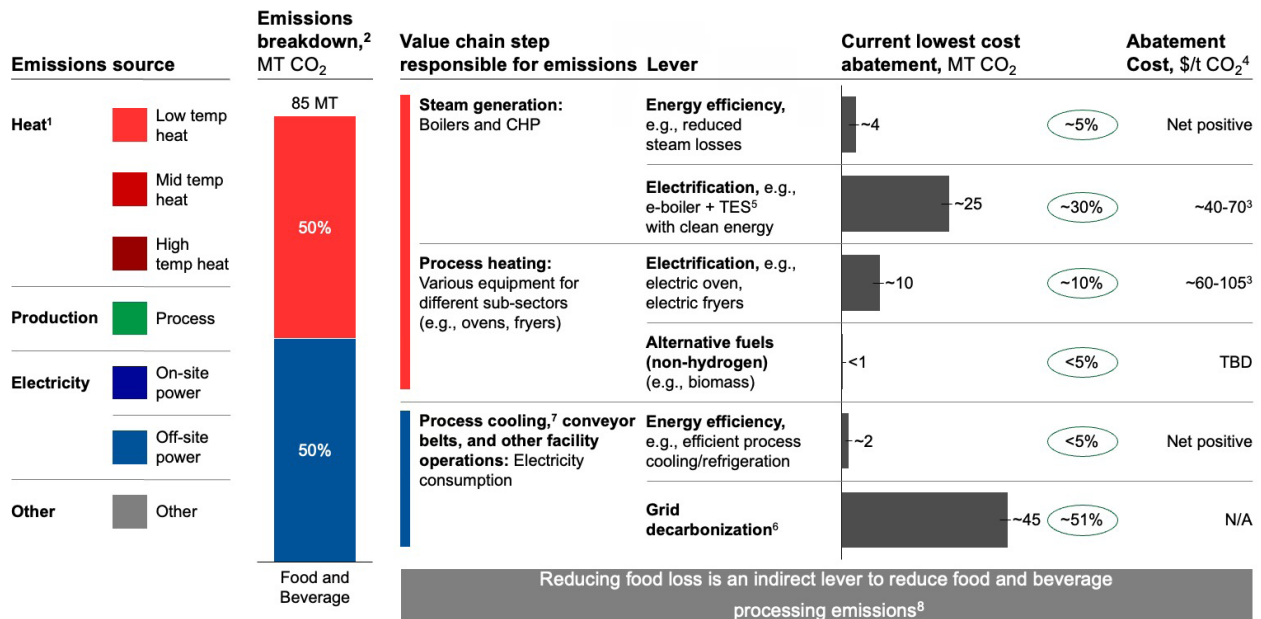 Emissions source
Heat1
Low temp
heat
Mid temp
heat
High
temp heat
Production
Process
Electricity
On-site
power
Off-site
power
Other
Other
Emissions
breakdown,2
MT CO2
85 MT
50%
50%
Food and
Beverage
Value chain step
responsible for emissions
Lever
Current lowest cost
abatement, MT CO2
Abatement
Cost, $/t CO24
Steam generation:
Boilers and CHP
Energy efficiency,
e.g., reduced
steam losses
~4
~5%
Net positive
Electrification, e.g.,
e-boiler + TES5
with clean energy
~25
~30%
~40-703
Process heating:
Various equipment for
different sub-sectors
(e.g., ovens, fryers)
Electrification, e.g.,
electric oven,
electric fryers
~10
~10%
~60-1053
Alternative fuels
(non-hydrogen)
(e.g., biomass)
<1
<5%
TBD
Process cooling,7 conveyor
belts, and other facility
operations: Electricity
consumption
Energy efficiency,
e.g., efficient process
cooling/refrigeration
~2
<5%
Net positive
Grid
decarbonization6
~45
~51%
N/A
Reducing food loss is an indirect lever to reduce food and beverage
processing emissions8